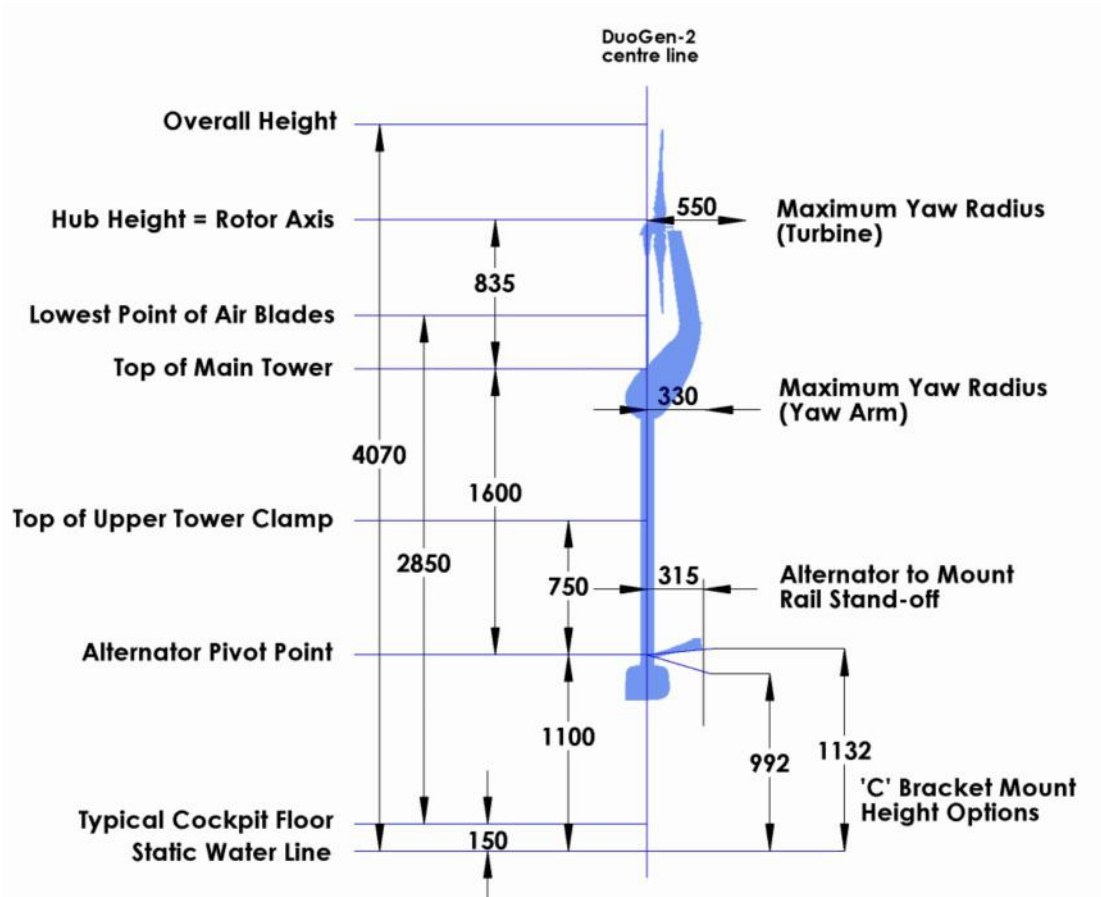 DuoGen-2
centre line
Overall Height
Hub Height = Rotor Axis
550
Maximum Yaw Radius
(Turbine)
835
Lowest Point of Air Blades
Top of Main Tower
330
Maximum Yaw Radius
(Yaw Arm)
4070
1600
Top of Upper Tower Clamp
2850
750
315
Alternator to Mount
Rail Stand-off
Alternator Pivot Point
1100
992
1132
'C' Bracket Mount
Height Options
Typical Cockpit Floor
150
Static Water Line